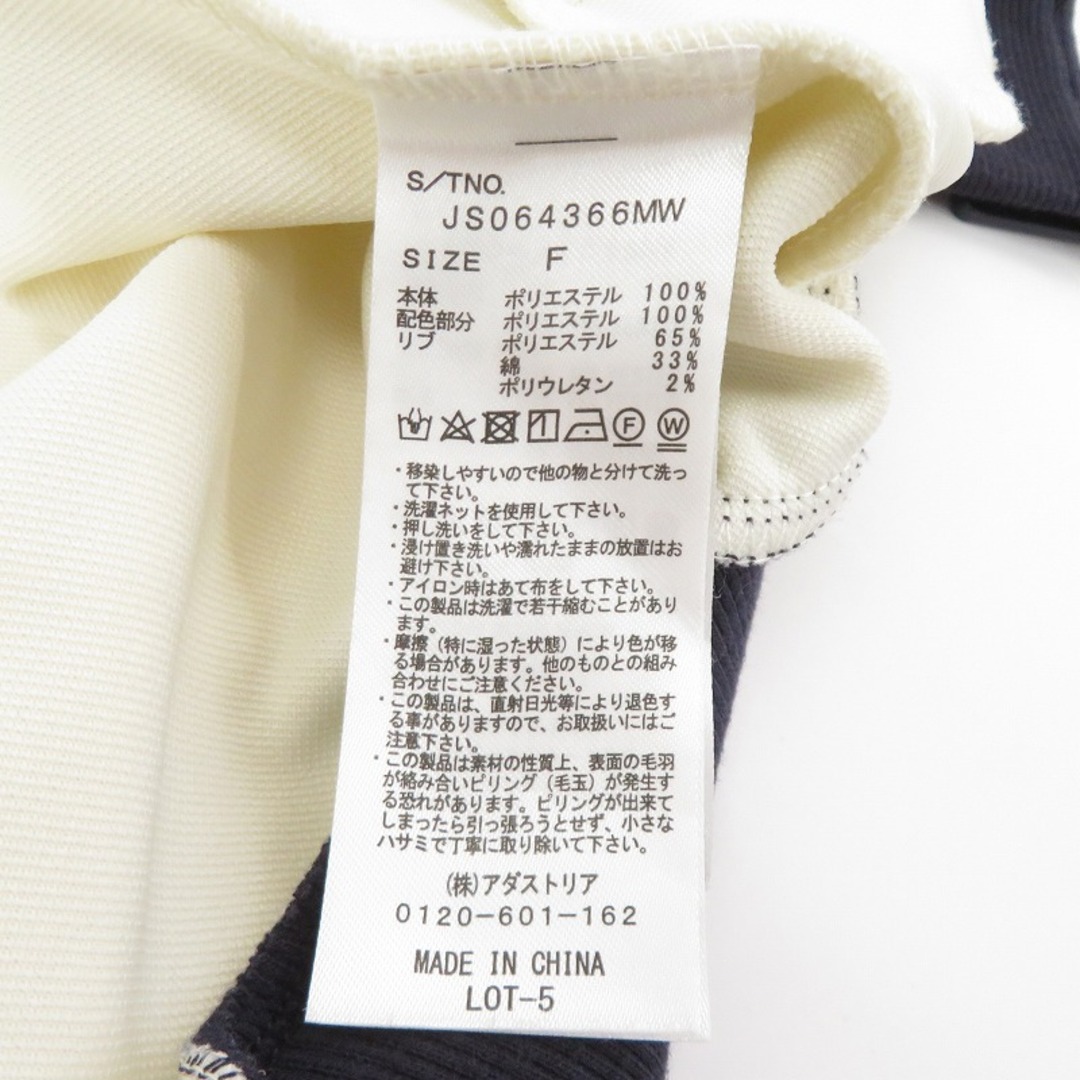 S/TNO.
JS064366MW
SIZE F
本体 ポリエステル 100%
配色部分 ポリエステル 100%
リブ ポリエステル 65%
綿 33%
ポリウレタン 2%
F W
・移染しやすいので他の物と分けて洗っ
て下さい。
・洗濯ネットを使用して下さい。
・押し洗いをして下さい。
・浸け置き洗いや濡れたままの放置はお
避け下さい。
・アイロン時はあて布をして下さい。
・この製品は洗濯で若干縮むことがあり
ます。
・摩擦（特に湿った状態）により色が移
る場合があります。他のものとの組み
合わせにご注意ください。
・この製品は、直射日光等により退色す
る事がありますので、お取扱いにはご
注意下さい。
・この製品は素材の性質上、表面の毛羽
が絡み合いピリング（毛玉）が発生す
る恐れがあります。ピリングが出来て
しまったら引っ張ろうとせず、小さな
ハサミで丁寧に取り除いて下さい。
(株)アダストリア
0120-601-162
MADE IN CHINA
LOT-5